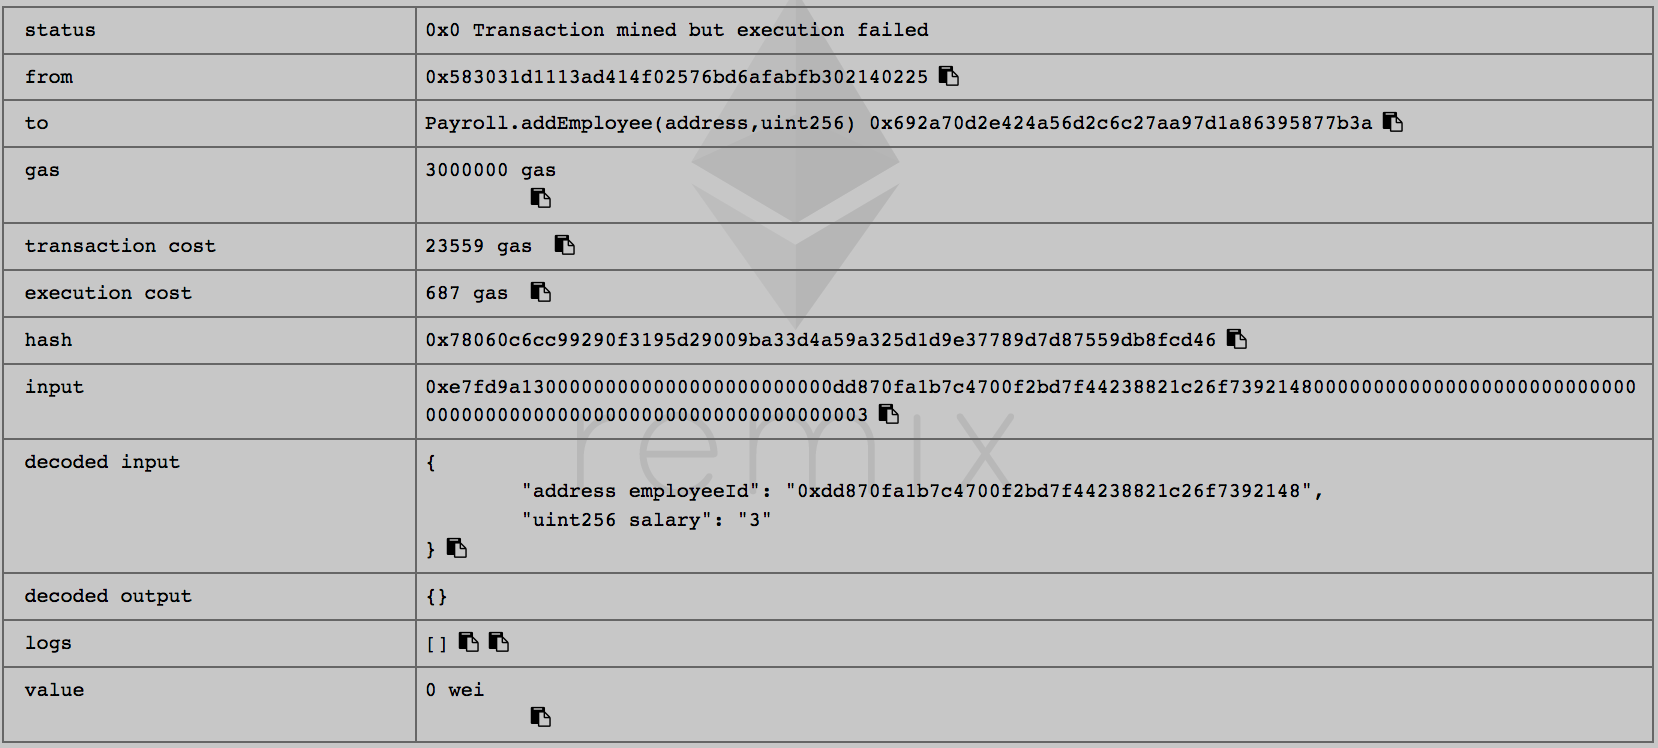 status 0x0 Transaction mined but execution failed
from 0x583031d1113ad414f02576bd6afabfb302140225
to Payroll.addEmployee(address,uint256) 0x692a70d2e424a56d2c6c27aa97d1a86395877b3a
gas 3000000 gas
transaction cost 23559 gas
execution cost 687 gas
hash 0x78060c6cc99290f3195d29009ba33d4a59a325d1d9e37789d7d87559db8fcd46
input 0xe7fd9a13000000000000000000000000dd870fa1b7c4700f2bd7f44238821c26f7392148000000000000000000000000000
0000000000000000000000000000000000003
decoded input {
"address employeeId": "0xdd870fa1b7c4700f2bd7f44238821c26f7392148",
"uint256 salary": "3"
}
decoded output {}
logs []
value 0 wei
remix